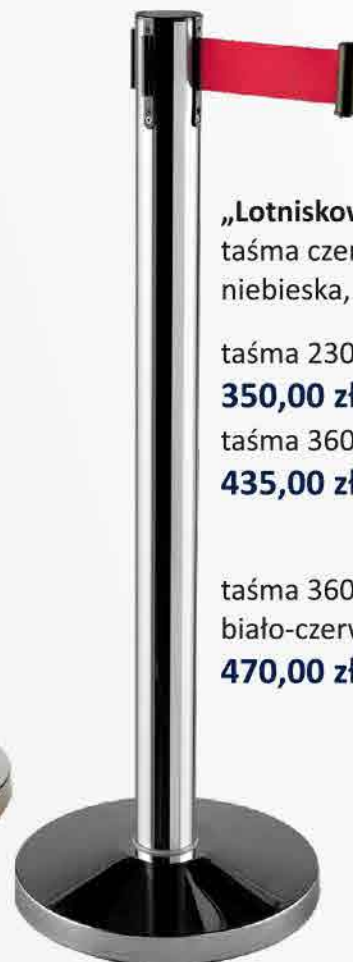 „Lotniskow
taśma czer
niebieska,
taśma 230
350,00 zł
taśma 360
435,00 zł
taśma 360
biało-czerw
470,00 zł